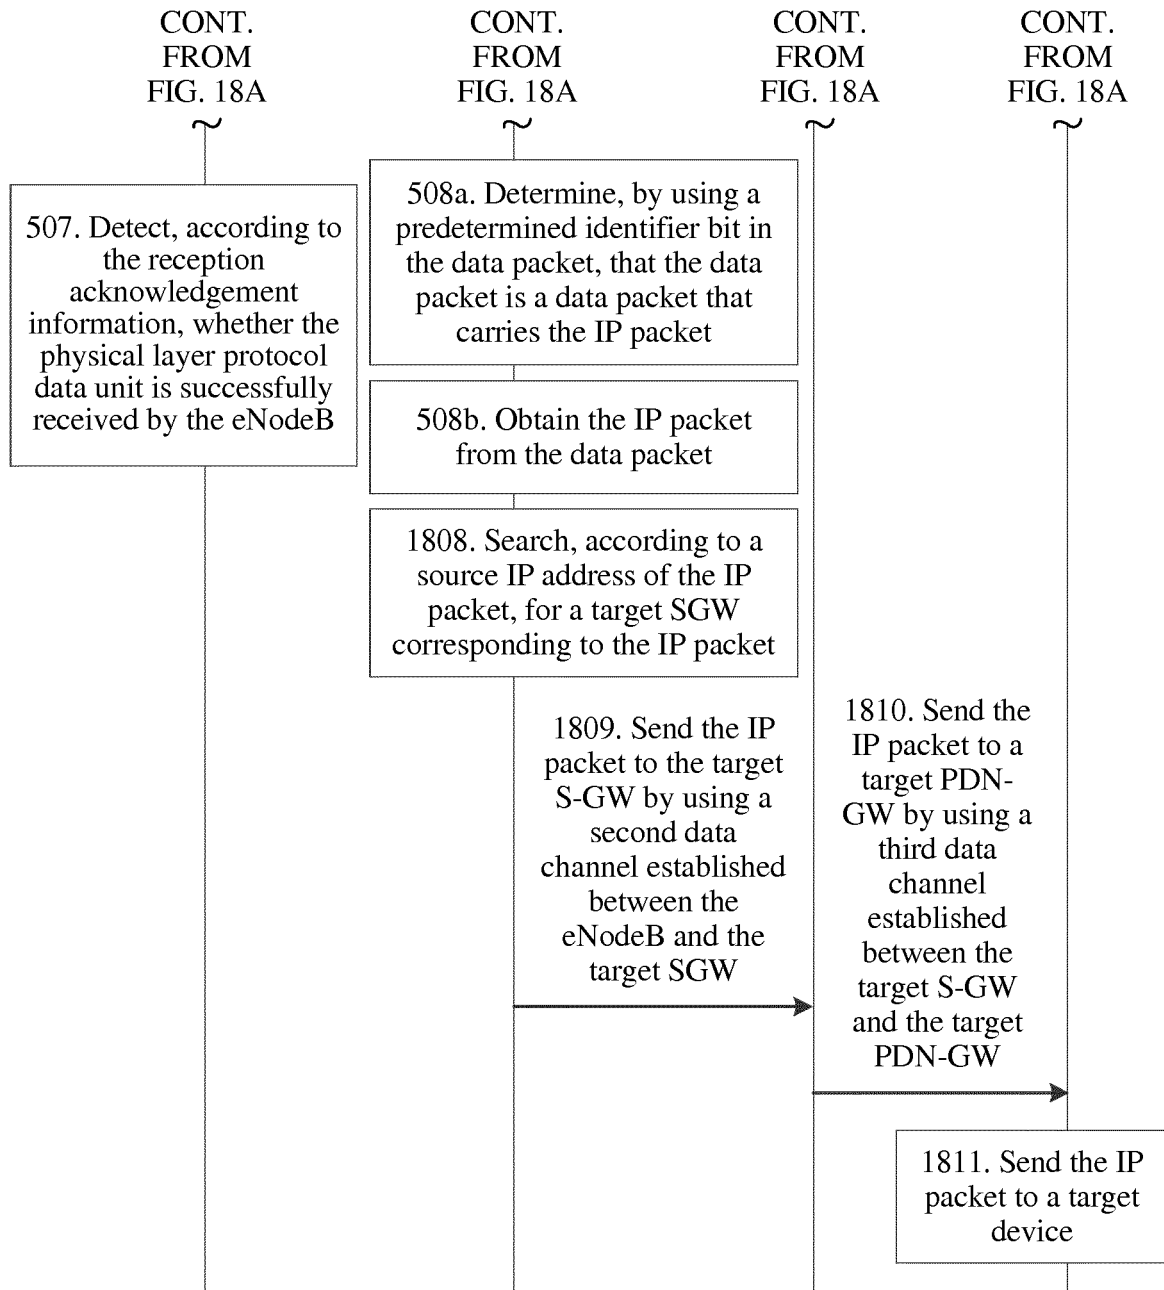 CONT.
FROM
FIG. 18A
CONT.
FROM
FIG. 18A
CONT.
FROM
FIG. 18A
CONT.
FROM
FIG. 18A
507. Detect, according to
the reception
acknowledgement
information, whether the
physical layer protocol
data unit is successfully
received by the eNodeB
508a. Determine, by using a
predetermined identifier bit in
the data packet, that the data
packet is a data packet that
carries the IP packet
508b. Obtain the IP packet
from the data packet
1808. Search, according to a
source IP address of the IP
packet, for a target SGW
corresponding to the IP packet
1809. Send the IP
packet to the target
S-GW by using a
second data
channel established
between the
eNodeB and the
target SGW
1810. Send the
IP packet to a
target PDN-
GW by using a
third data
channel
established
between the
target S-GW
and the target
PDN-GW
1811. Send the IP
packet to a target
device